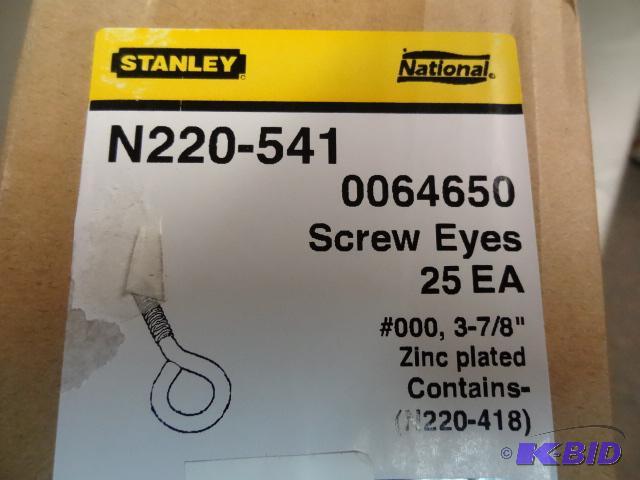 STANLEY
National
N220-541
0064650
Screw Eyes
25 EA
#000, 3-7/8"
Zinc plated
Contains-
(N220-418)
© K-BID